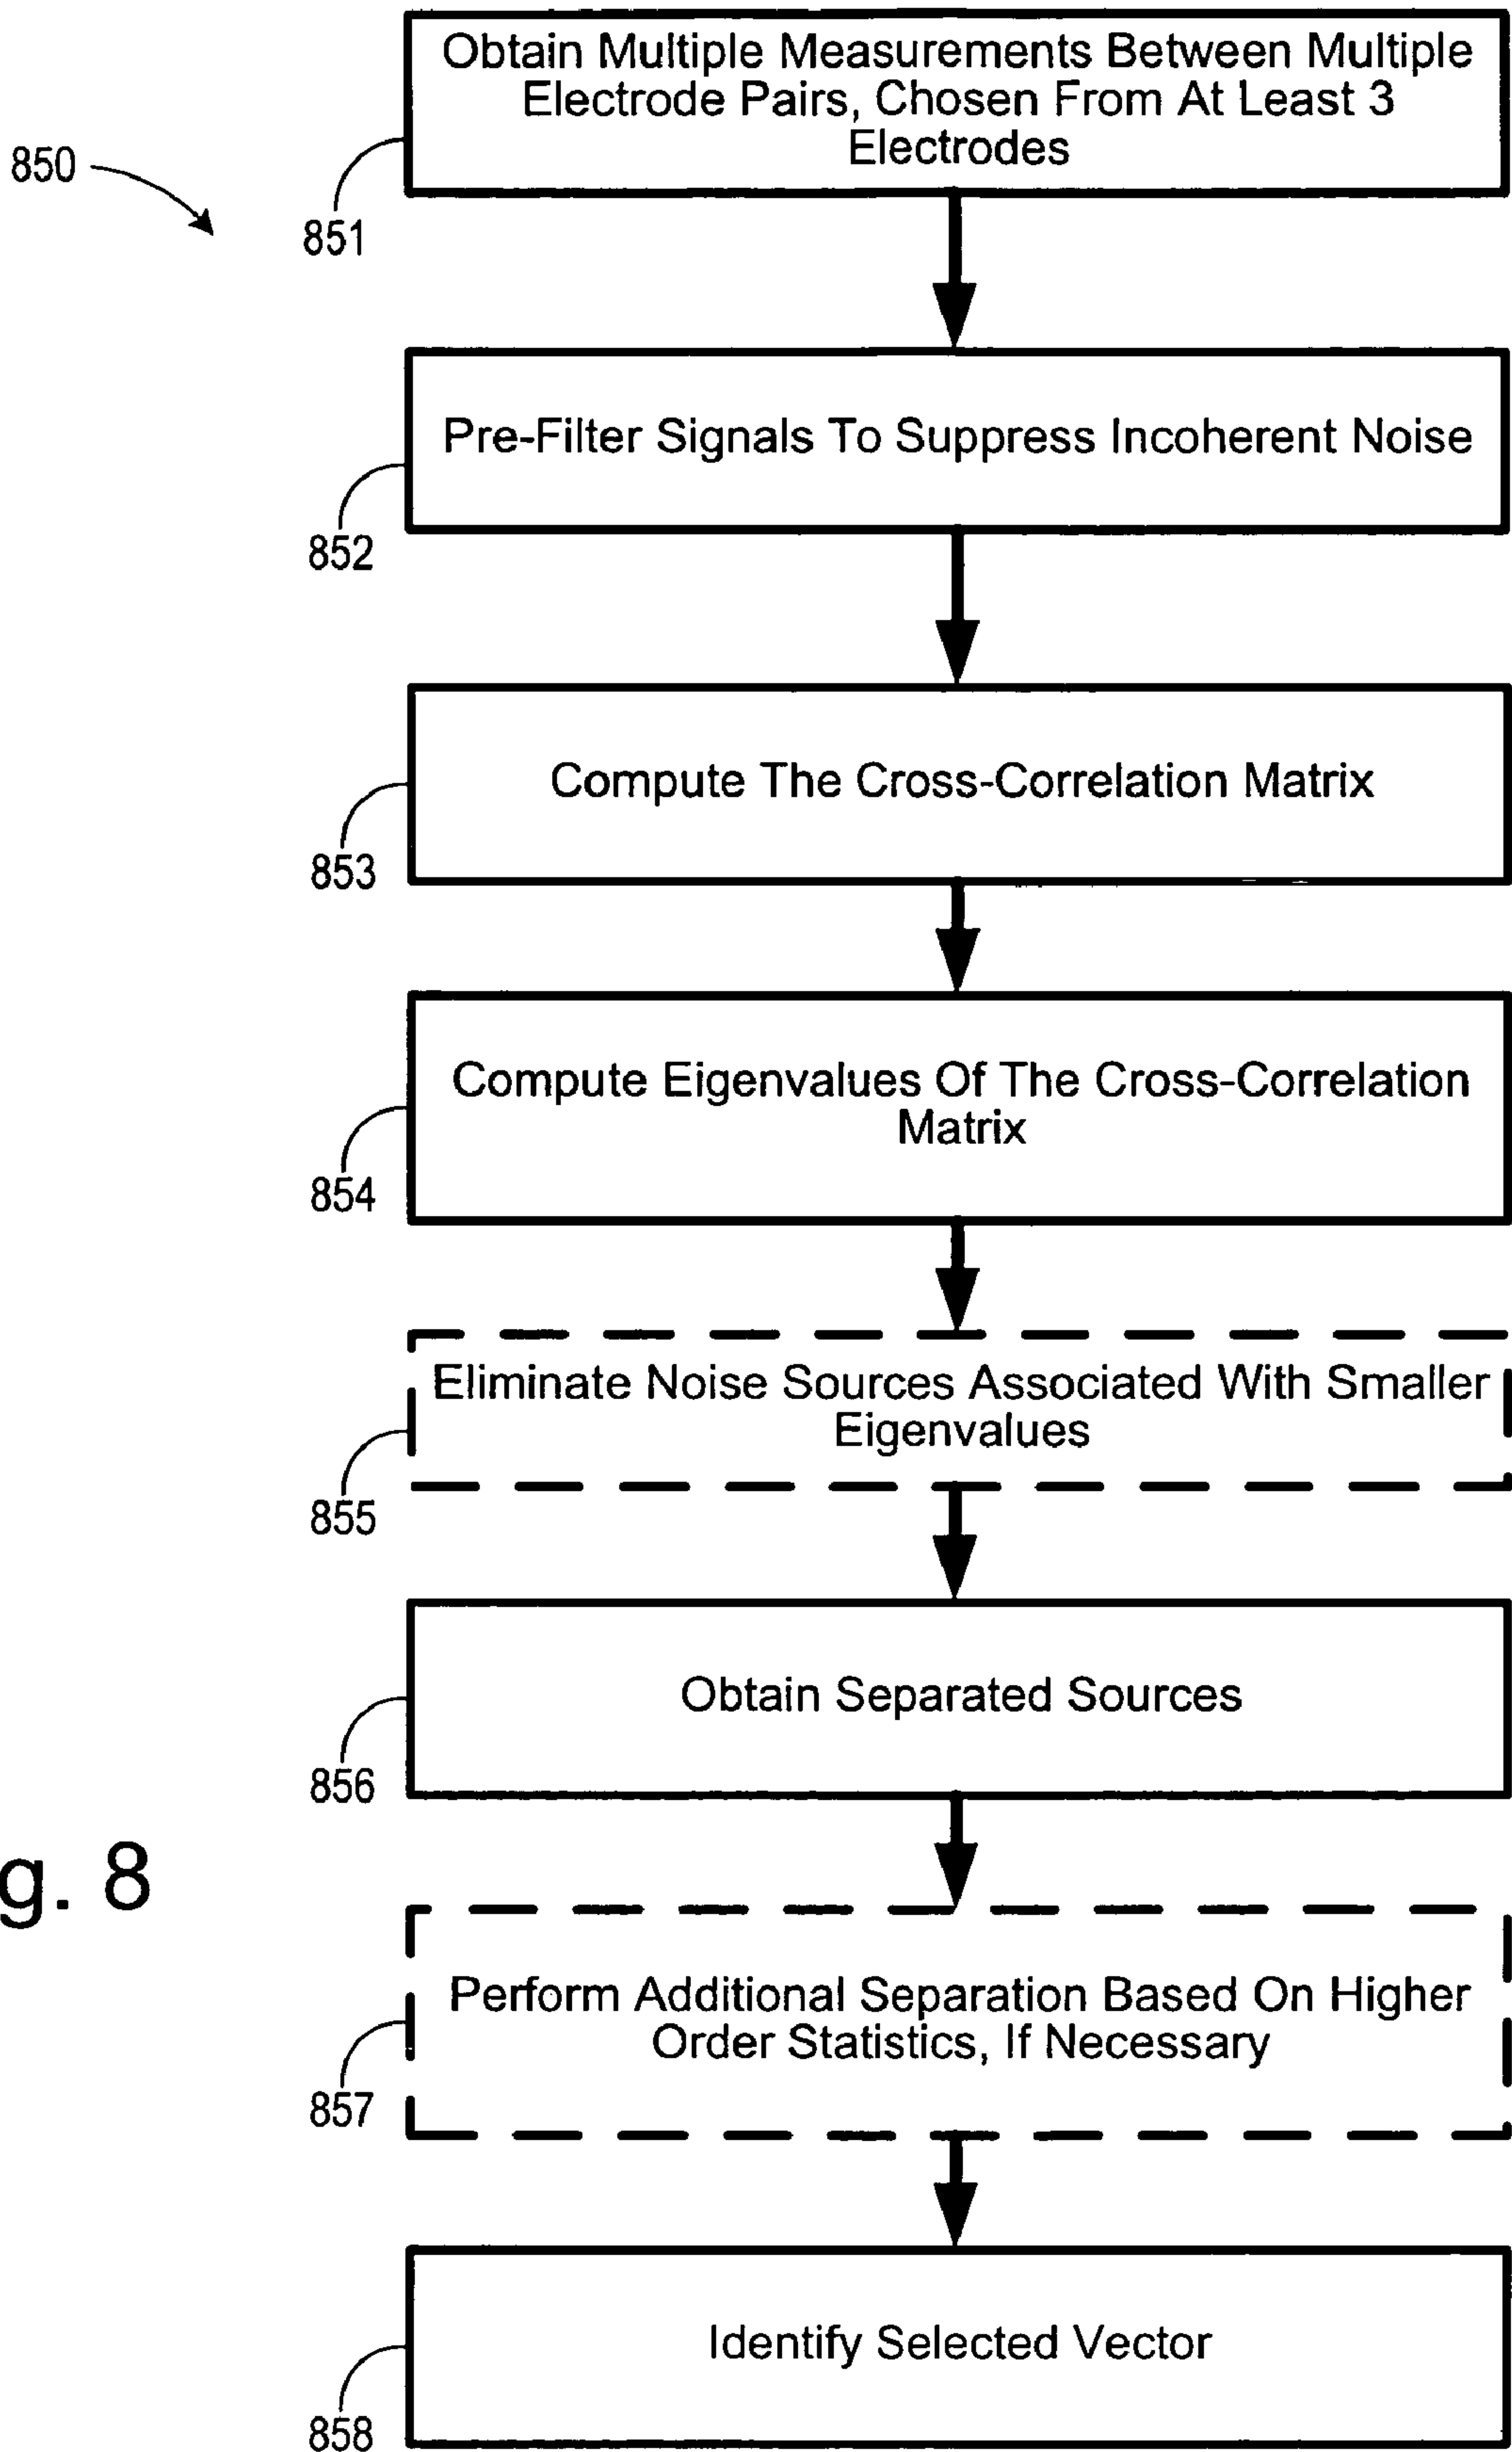 Obtain Multiple Measurements Between Multiple
Electrode Pairs, Chosen From At Least 3
Electrodes
850
851
Pre-Filter Signals To Suppress Incoherent Noise
852
Compute The Cross-Correlation Matrix
853
Compute Eigenvalues Of The Cross-Correlation
Matrix
854
Eliminate Noise Sources Associated With Smaller
Eigenvalues
855
Obtain Separated Sources
856
g. 8
Perform Additional Separation Based On Higher
Order Statistics, If Necessary
857
Identify Selected Vector
858